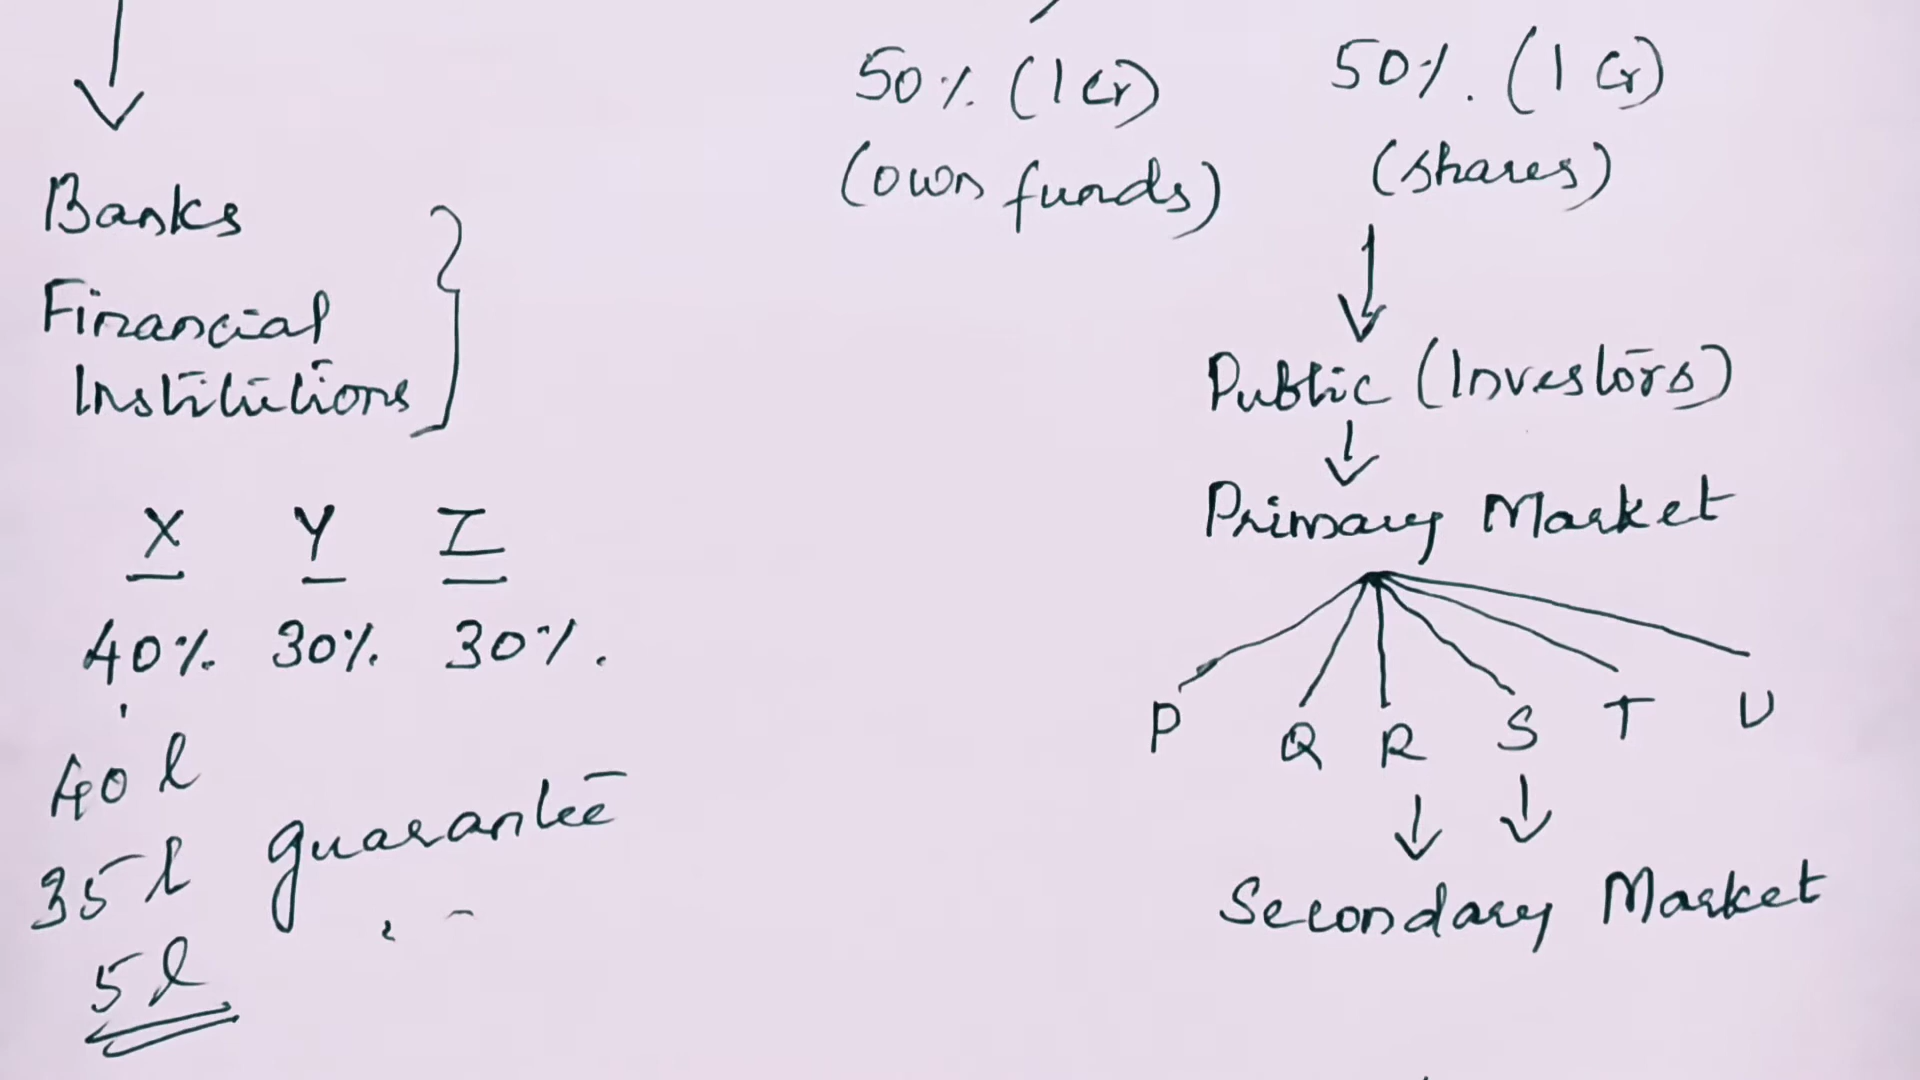 50% (1 Cr) 50%. (1 Cr)
(own funds) (shares)
Banks
Financial
Institutions
Public (Investors)
Primary Market
X Y Z
40% 30% 30%.
P Q R S T U
40 l
35 l guarantee
5 l
Secondary Market